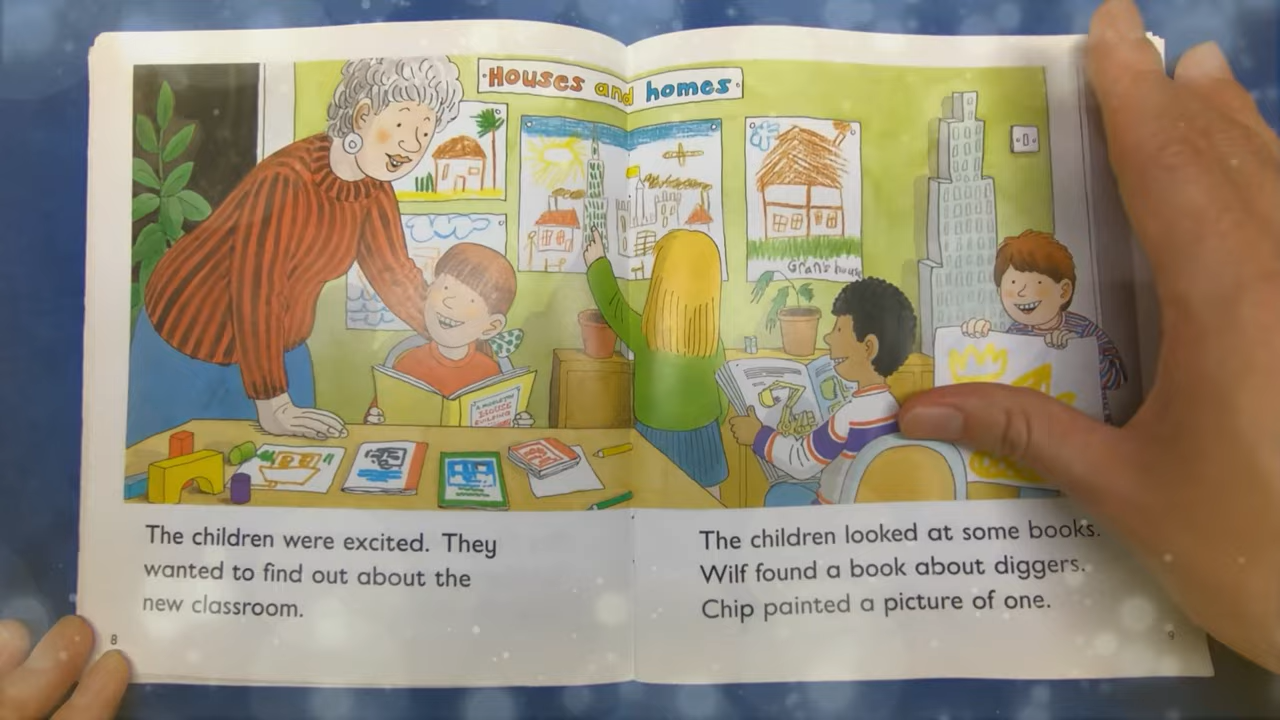 Houses and homes
Gran's house
HOUSE
The children were excited. They
wanted to find out about the
new classroom.
8
The children looked at some books.
Wilf found a book about diggers.
Chip painted a picture of one.
9